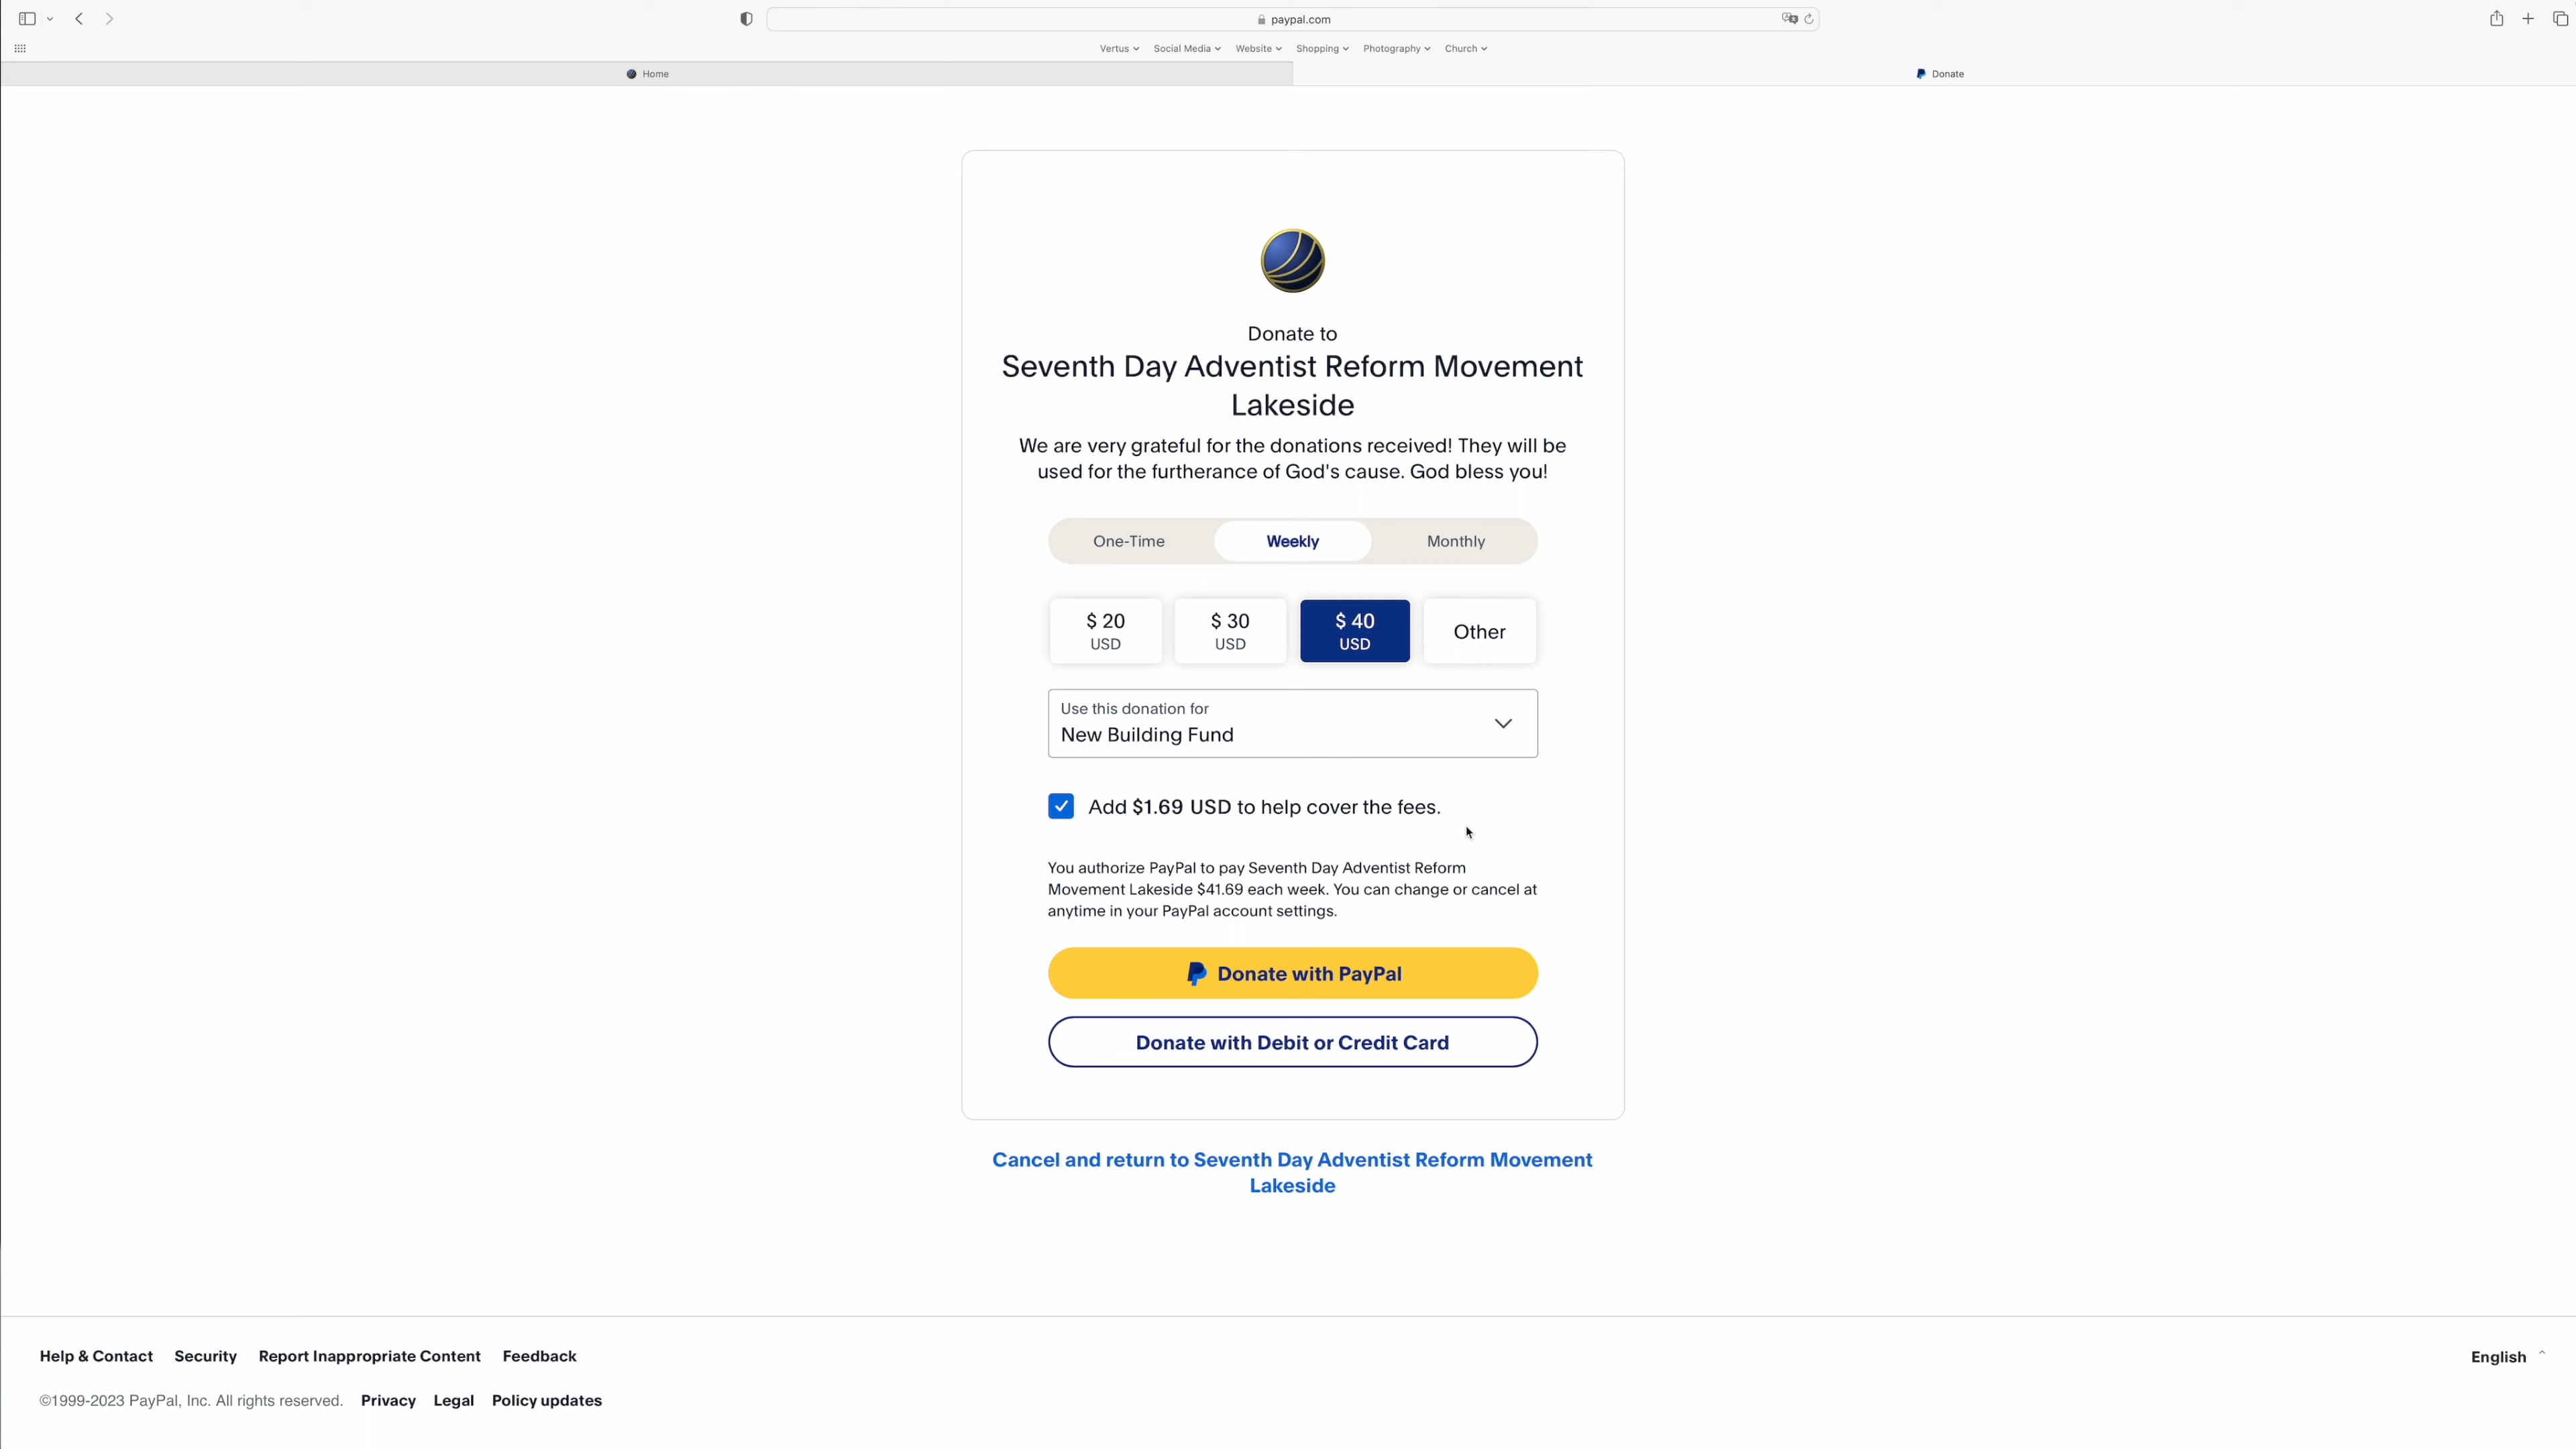 paypal.com
Vertus Social Media Website Shopping Photography Church
Home Donate
Donate to
Seventh Day Adventist Reform Movement
Lakeside
We are very grateful for the donations received! They will be
used for the furtherance of God's cause. God bless you!
One-Time Weekly Monthly
$ 20 $ 30 $ 40 Other
USD USD USD
Use this donation for
New Building Fund
Add $1.69 USD to help cover the fees.
You authorize PayPal to pay Seventh Day Adventist Reform
Movement Lakeside $41.69 each week. You can change or cancel at
anytime in your PayPal account settings.
Donate with PayPal
Donate with Debit or Credit Card
Cancel and return to Seventh Day Adventist Reform Movement
Lakeside
Help & Contact Security Report Inappropriate Content Feedback English
©1999-2023 PayPal, Inc. All rights reserved. Privacy Legal Policy updates